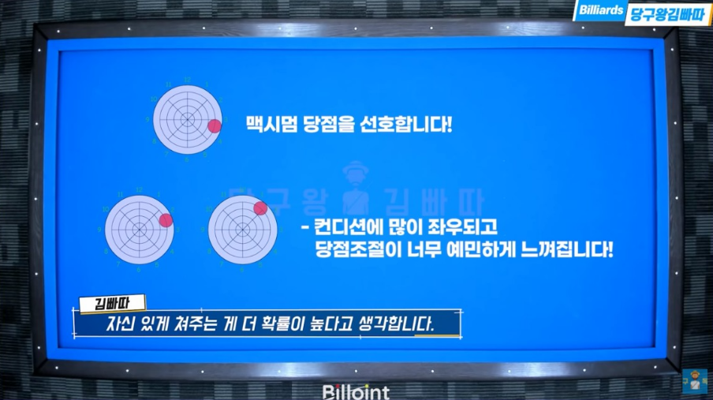 Billiards 당구왕김빠따
맥시멈 당점을 선호합니다!
당구왕 김빠따
- 컨디션에 많이 좌우되고
당점조절이 너무 예민하게 느껴집니다!
김빠따
자신 있게 쳐주는 게 더 확률이 높다고 생각합니다.
Billoint